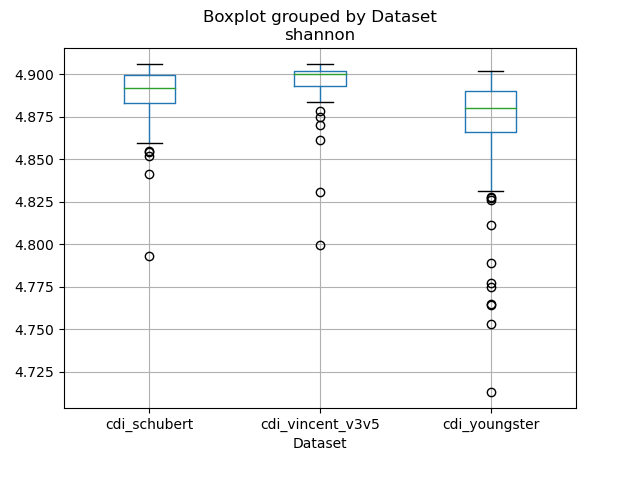 Boxplot grouped by Dataset
shannon
4.900
4.875
4.850
4.825
4.800
4.775
4.750
4.725
cdi_schubert
cdi_vincent_v3v5
cdi_youngster
Dataset